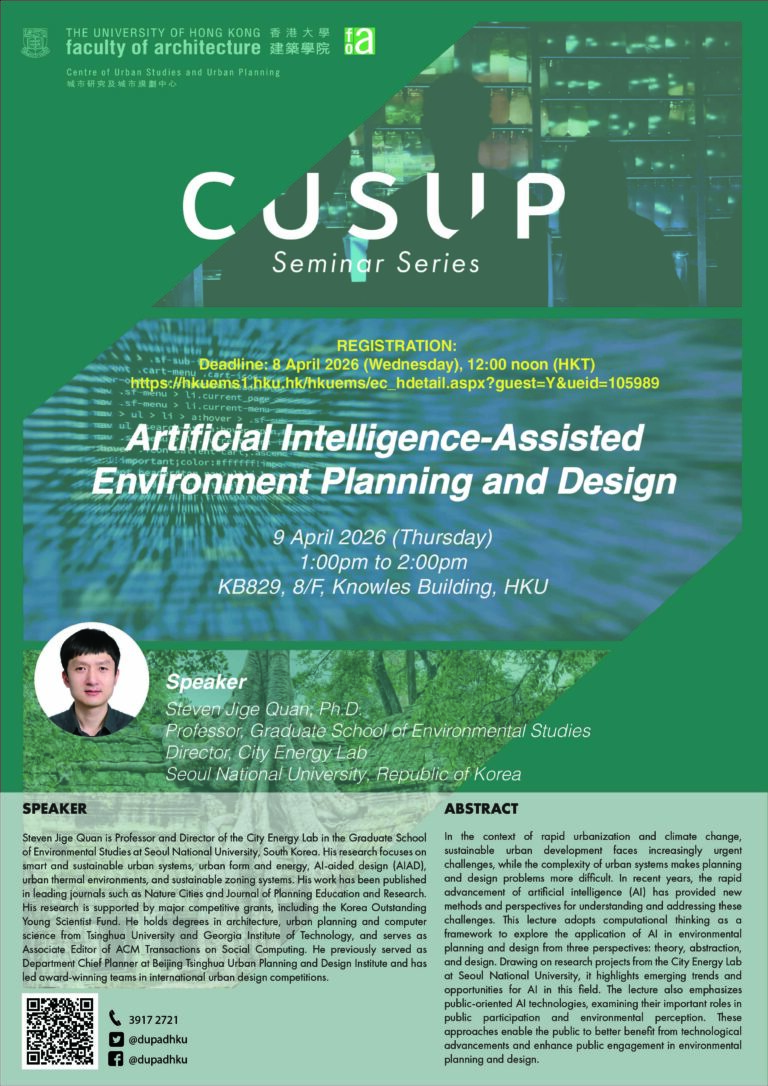 THE UNIVERSITY OF HONG KONG 香港大學
faculty of architecture 建築學院
fo a
Centre of Urban Studies and Urban Planning
城市研究及城市規劃中心
CUSUP
Seminar Series
REGISTRATION:
Deadline: 8 April 2026 (Wednesday), 12:00 noon (HKT)
https://hkuems1.hku.hk/hkuems/ec_hdetail.aspx?guest=Y&ueid=105989
Artificial Intelligence-Assisted
Environment Planning and Design
9 April 2026 (Thursday)
1:00pm to 2:00pm
KB829, 8/F, Knowles Building, HKU
Speaker
Steven Jige Quan, Ph.D.
Professor, Graduate School of Environmental Studies
Director, City Energy Lab
Seoul National University, Republic of Korea
SPEAKER
Steven Jige Quan is Professor and Director of the City Energy Lab in the Graduate School
of Environmental Studies at Seoul National University, South Korea. His research focuses on
smart and sustainable urban systems, urban form and energy, AI-aided design (AIAD),
urban thermal environments, and sustainable zoning systems. His work has been published
in leading journals such as Nature Cities and Journal of Planning Education and Research.
His research is supported by major competitive grants, including the Korea Outstanding
Young Scientist Fund. He holds degrees in architecture, urban planning and computer
science from Tsinghua University and Georgia Institute of Technology, and serves as
Associate Editor of ACM Transactions on Social Computing. He previously served as
Department Chief Planner at Beijing Tsinghua Urban Planning and Design Institute and has
led award-winning teams in international urban design competitions.
3917 2721
@dupadhku
@dupadhku
ABSTRACT
In the context of rapid urbanization and climate change,
sustainable urban development faces increasingly urgent
challenges, while the complexity of urban systems makes planning
and design problems more difficult. In recent years, the rapid
advancement of artificial intelligence (AI) has provided new
methods and perspectives for understanding and addressing these
challenges. This lecture adopts computational thinking as a
framework to explore the application of AI in environmental
planning and design from three perspectives: theory, abstraction,
and design. Drawing on research projects from the City Energy Lab
at Seoul National University, it highlights emerging trends and
opportunities for AI in this field. The lecture also emphasizes
public-oriented AI technologies, examining their important roles in
public participation and environmental perception. These
approaches enable the public to better benefit from technological
advancements and enhance public engagement in environmental
planning and design.